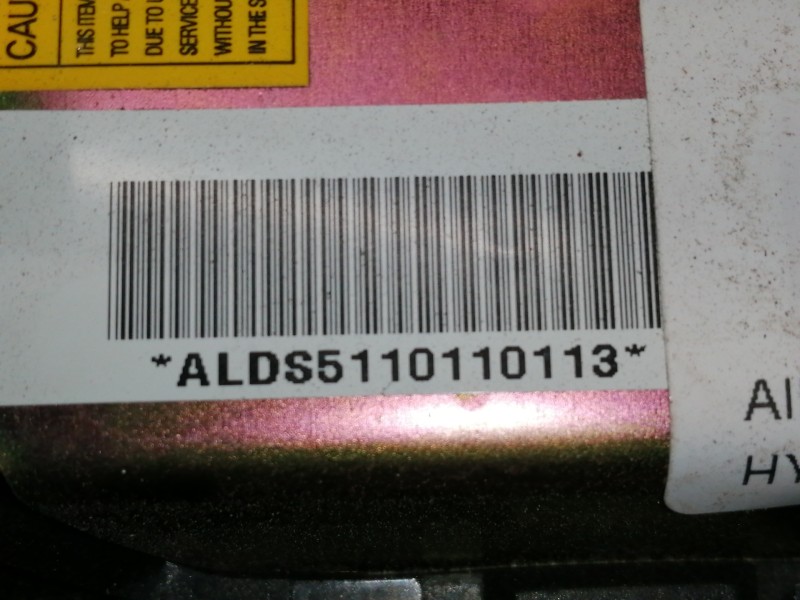 CAU
THIS ITEM
TO HELP
DUE TO
SERVICE
WITHOU
IN THE S
*ALDS5110110113*
AI
HY